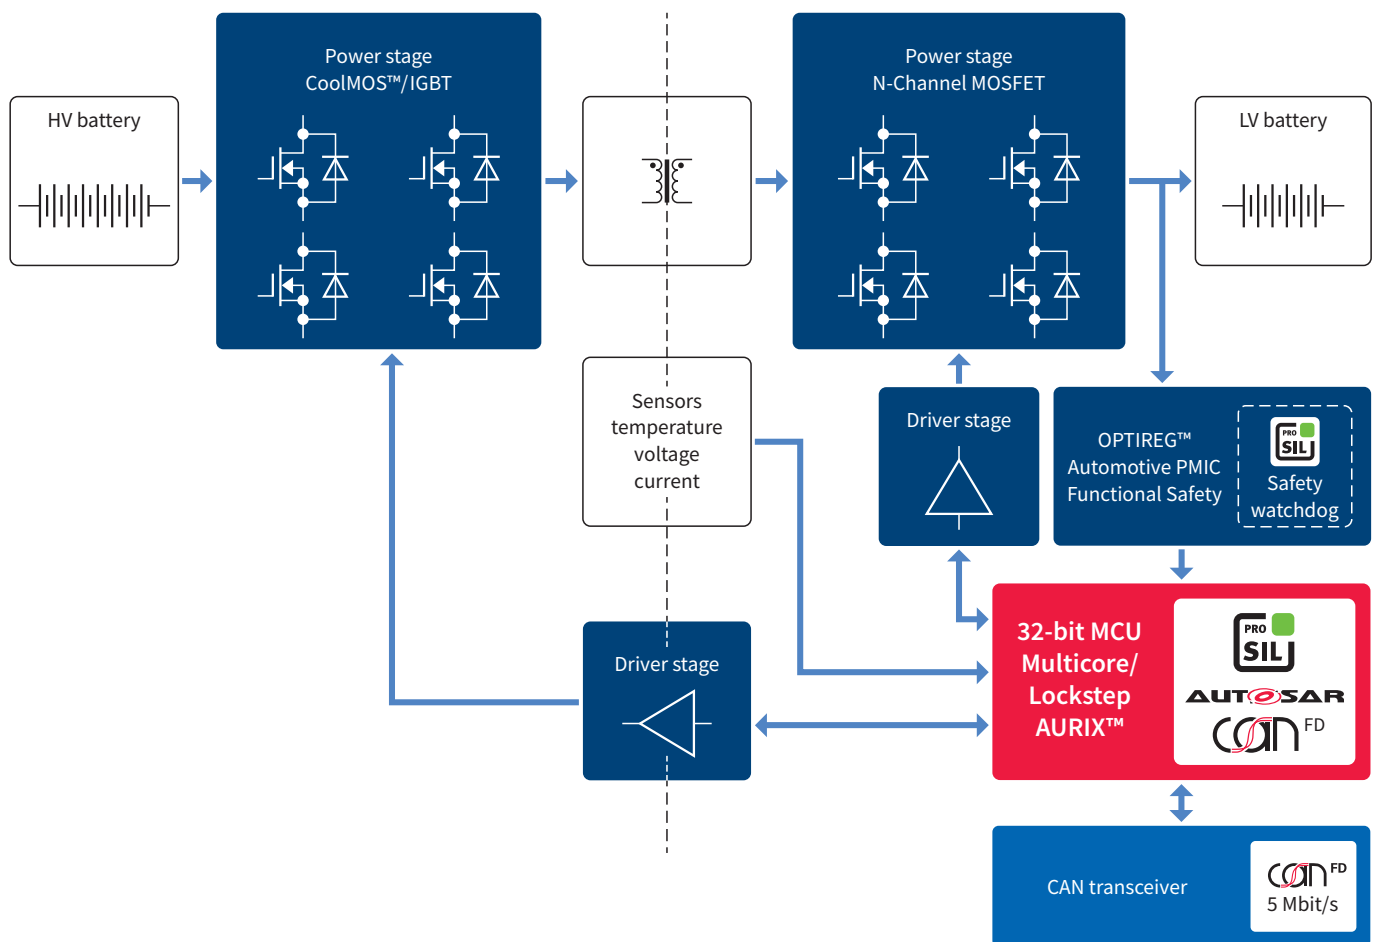 Power stage
CoolMOS™/IGBT
Power stage
N-Channel MOSFET
HV battery
LV battery
Sensors
temperature
voltage
current
Driver stage
OPTIREG™
Automotive PMIC
Functional Safety
PRO
SIL
Safety
watchdog
Driver stage
32-bit MCU
Multicore/
Lockstep
AURIX™
PRO
SIL
AUTOSAR
CAN FD
CAN transceiver
CAN FD
5 Mbit/s